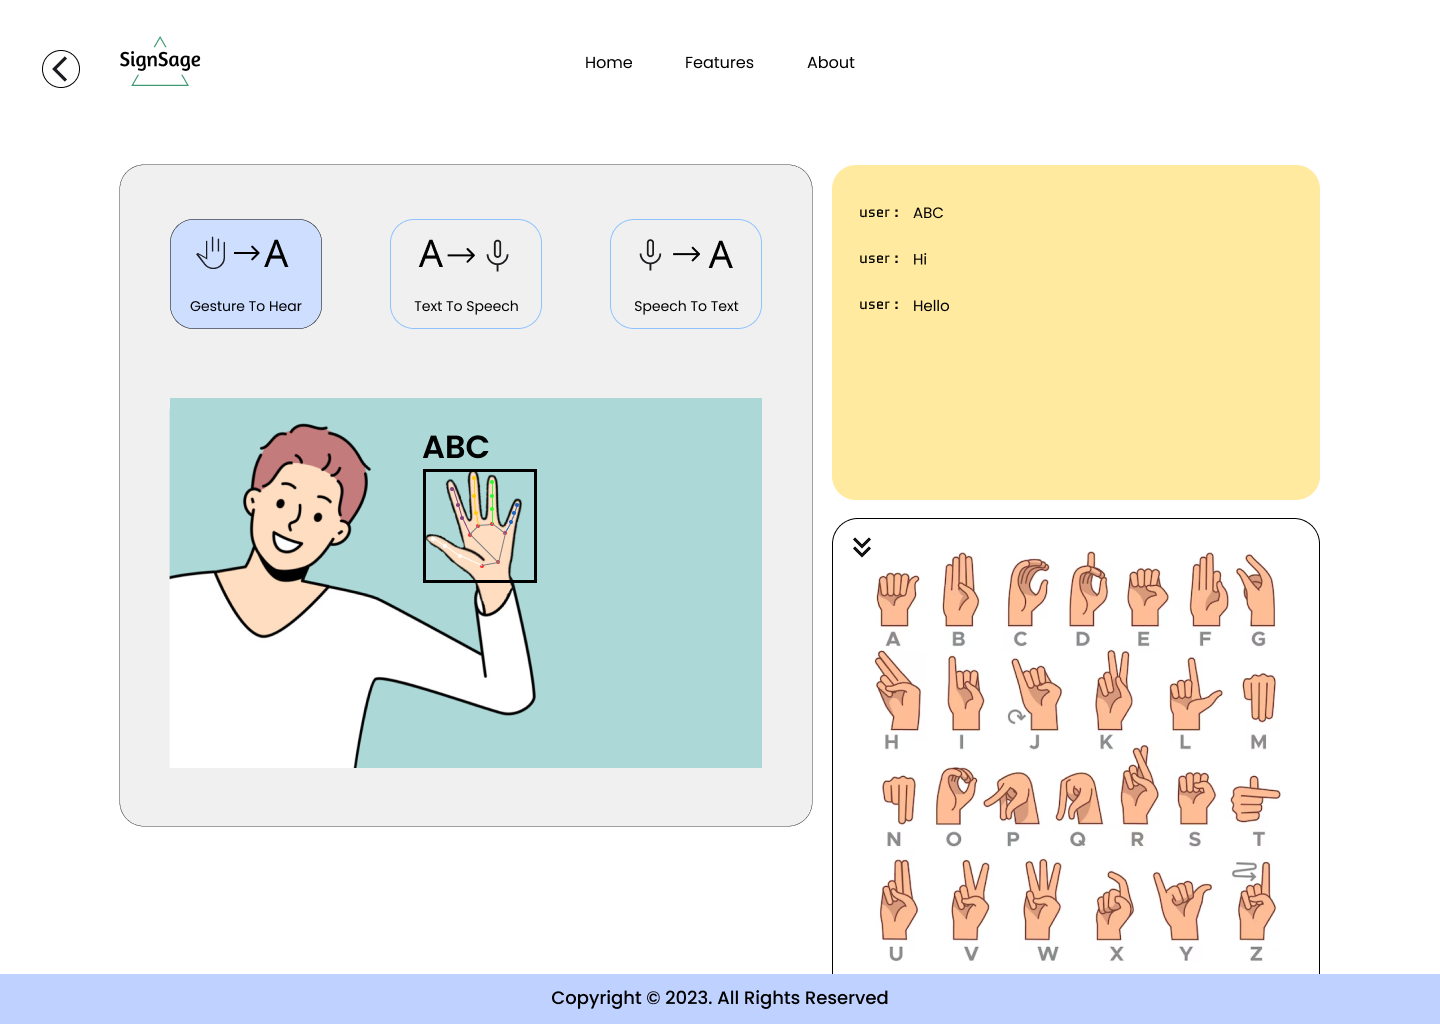 SignSage
Home Features About
A
A
A
Gesture To Hear
Text To Speech
Speech To Text
ABC
user : ABC
user : Hi
user : Hello
A B C D E F G
H I J K L M
N O P Q R S T
U V W X Y Z
Copyright © 2023. All Rights Reserved